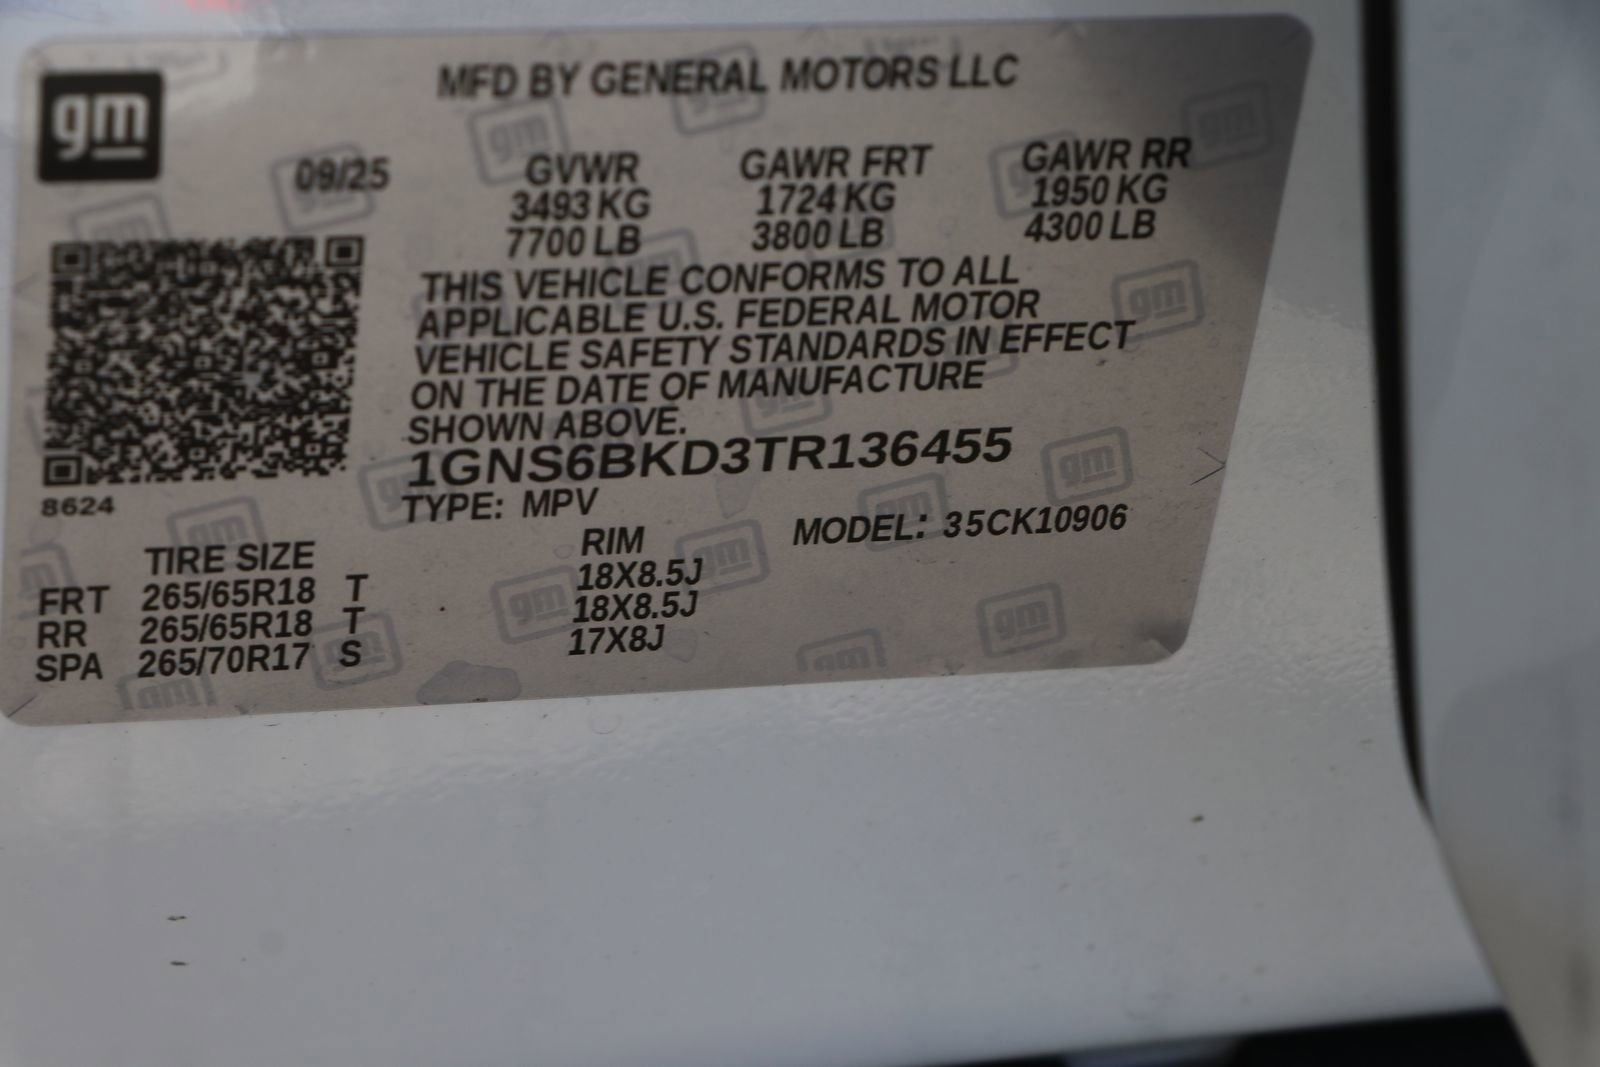 gm
MFD BY GENERAL MOTORS LLC
09/25 GVWR GAWR FRT GAWR RR
3493 KG 1724 KG 1950 KG
7700 LB 3800 LB 4300 LB
THIS VEHICLE CONFORMS TO ALL
APPLICABLE U.S. FEDERAL MOTOR
VEHICLE SAFETY STANDARDS IN EFFECT
ON THE DATE OF MANUFACTURE
SHOWN ABOVE.
1GNS6BKD3TR136455
8624
TYPE: MPV MODEL: 35CK10906
TIRE SIZE RIM
FRT 265/65R18 T 18X8.5J
RR 265/65R18 T 18X8.5J
SPA 265/70R17 S 17X8J